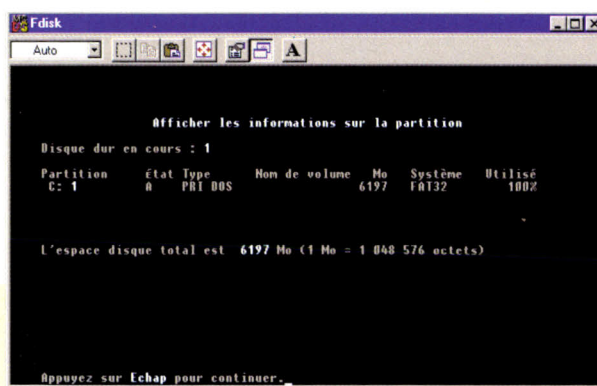 Fdisk
Auto A
Afficher les informations sur la partition
Disque dur en cours : 1
Partition État Type Nom de volume Mo Système Utilisé
C: 1 A PRI DOS 6197 FAT32 100%
L'espace disque total est 6197 Mo (1 Mo = 1 048 576 octets)
Appuyez sur Echap pour continuer._